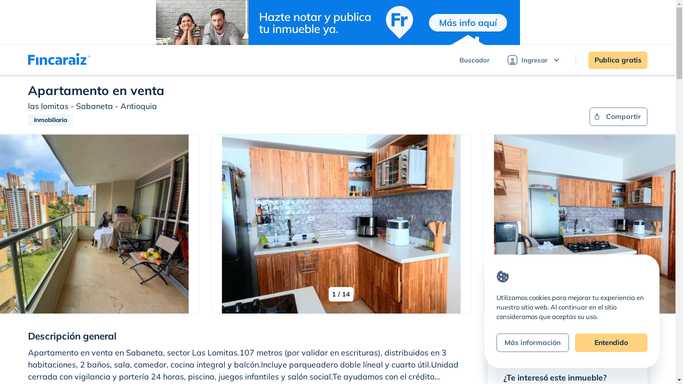 Hazte notar y publica
tu inmueble ya.
Fr
Más info aquí
Fincaraiz
Buscador
Ingresar
Publica gratis
Apartamento en venta
las lomitas - Sabaneta - Antioquia
Inmobiliaria
Compartir
1 / 14
Utilizamos cookies para mejorar tu experiencia en
nuestro sitio web. Al continuar en el sitio
consideramos que aceptas su uso.
Más información
Entendido
Descripción general
Apartamento en venta en Sabaneta, sector Las Lomitas.107 metros (por validar en escrituras), distribuidos en 3
habitaciones, 2 baños, sala, comedor, cocina integral y balcón.Incluye parqueadero doble lineal y cuarto útil.Unidad
cerrada con vigilancia y portería 24 horas, piscina, juegos infantiles y salón social.Te ayudamos con el crédito...
¿Te interesó este inmueble?